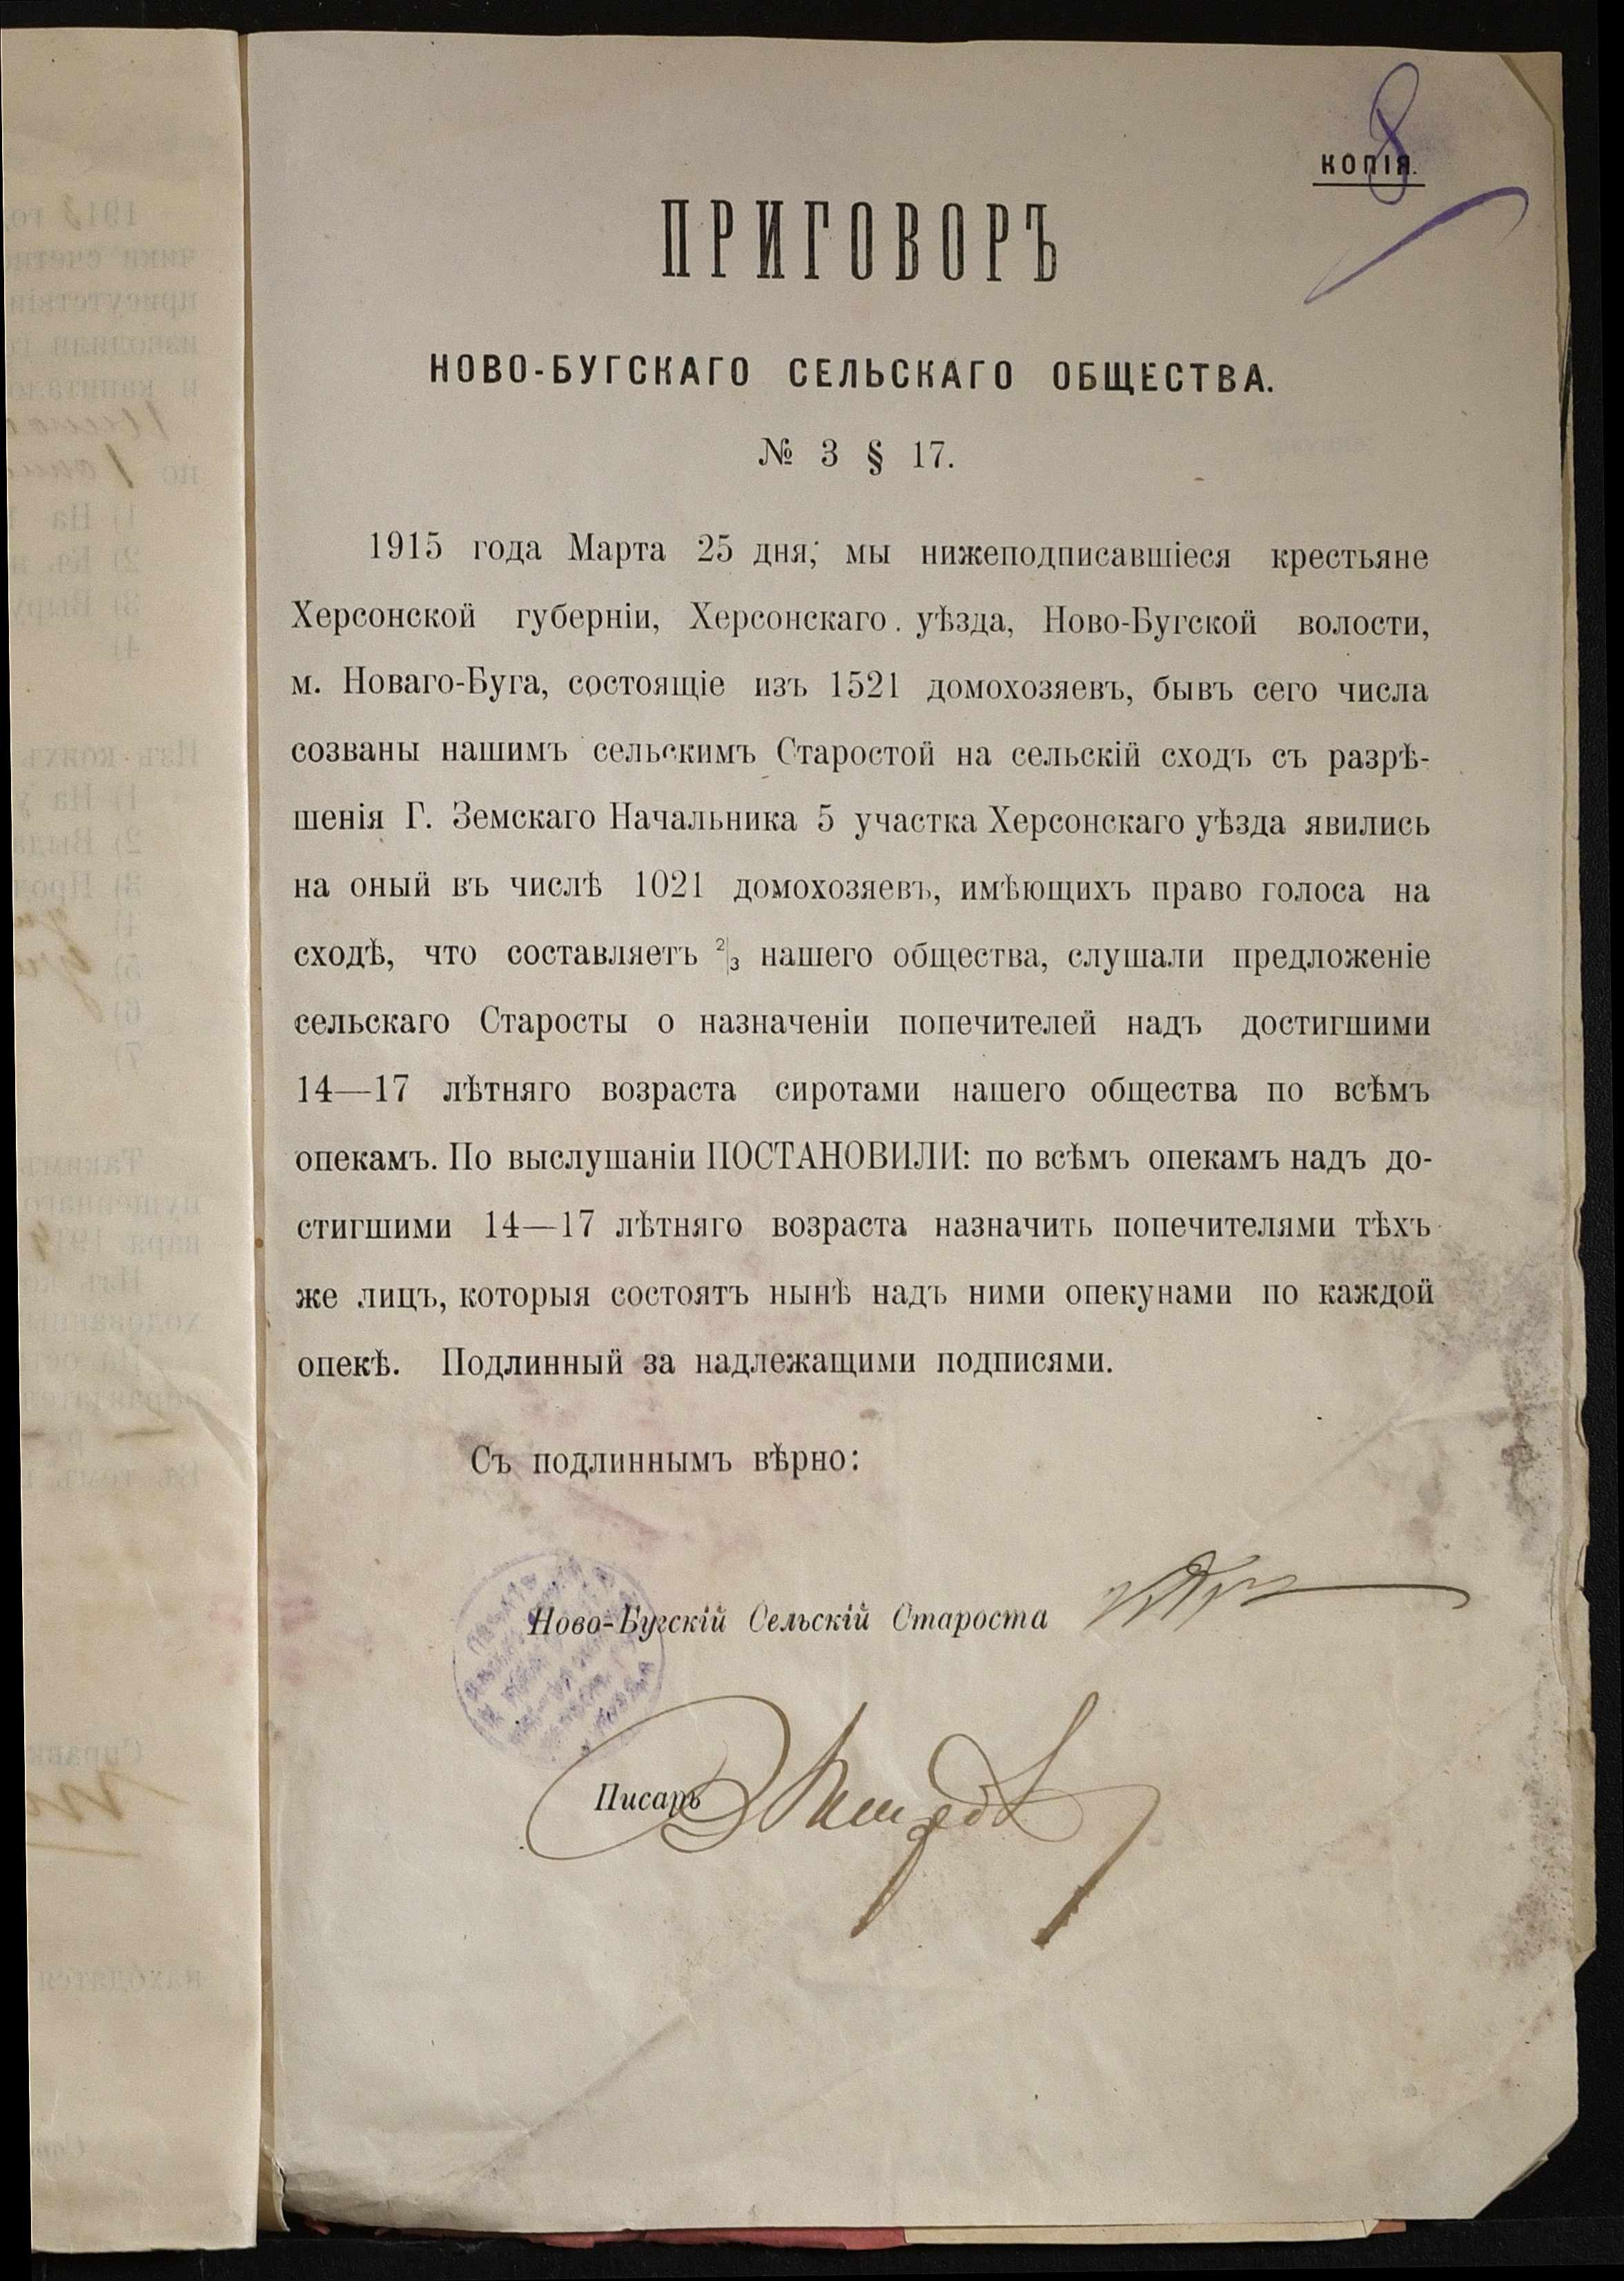 8
КОПІЯ.
ПРИГОВОРЪ
НОВО-БУГСКАГО СЕЛЬСКАГО ОБЩЕСТВА.
№ 3 § 17.
1915 года Марта 25 дня, мы нижеподписавшіеся крестьяне
Херсонской губерніи, Херсонскаго уѣзда, Ново-Бугской волости,
м. Новаго-Буга, состоящіе изъ 1521 домохозяевъ, бывъ сего числа
созваны нашимъ сельскимъ Старостой на сельскій сходъ съ разрѣ-
шенія Г. Земскаго Начальника 5 участка Херсонскаго уѣзда явились
на оный въ числѣ 1021 домохозяевъ, имѣющихъ право голоса на
сходѣ, что составляетъ 2/3 нашего общества, слушали предложеніе
сельскаго Старосты о назначеніи попечителей надъ достигшими
14—17 лѣтняго возраста сиротами нашего общества по всѣмъ
опекамъ. По выслушаніи ПОСТАНОВИЛИ: по всѣмъ опекамъ надъ до-
стигшими 14—17 лѣтняго возраста назначить попечителями тѣхъ
же лицъ, которыя состоятъ нынѣ надъ ними опекунами по каждой
опекѣ. Подлинный за надлежащими подписями.
Съ подлиннымъ вѣрно:
Ново-Бугскій Сельскій Староста
Писарь